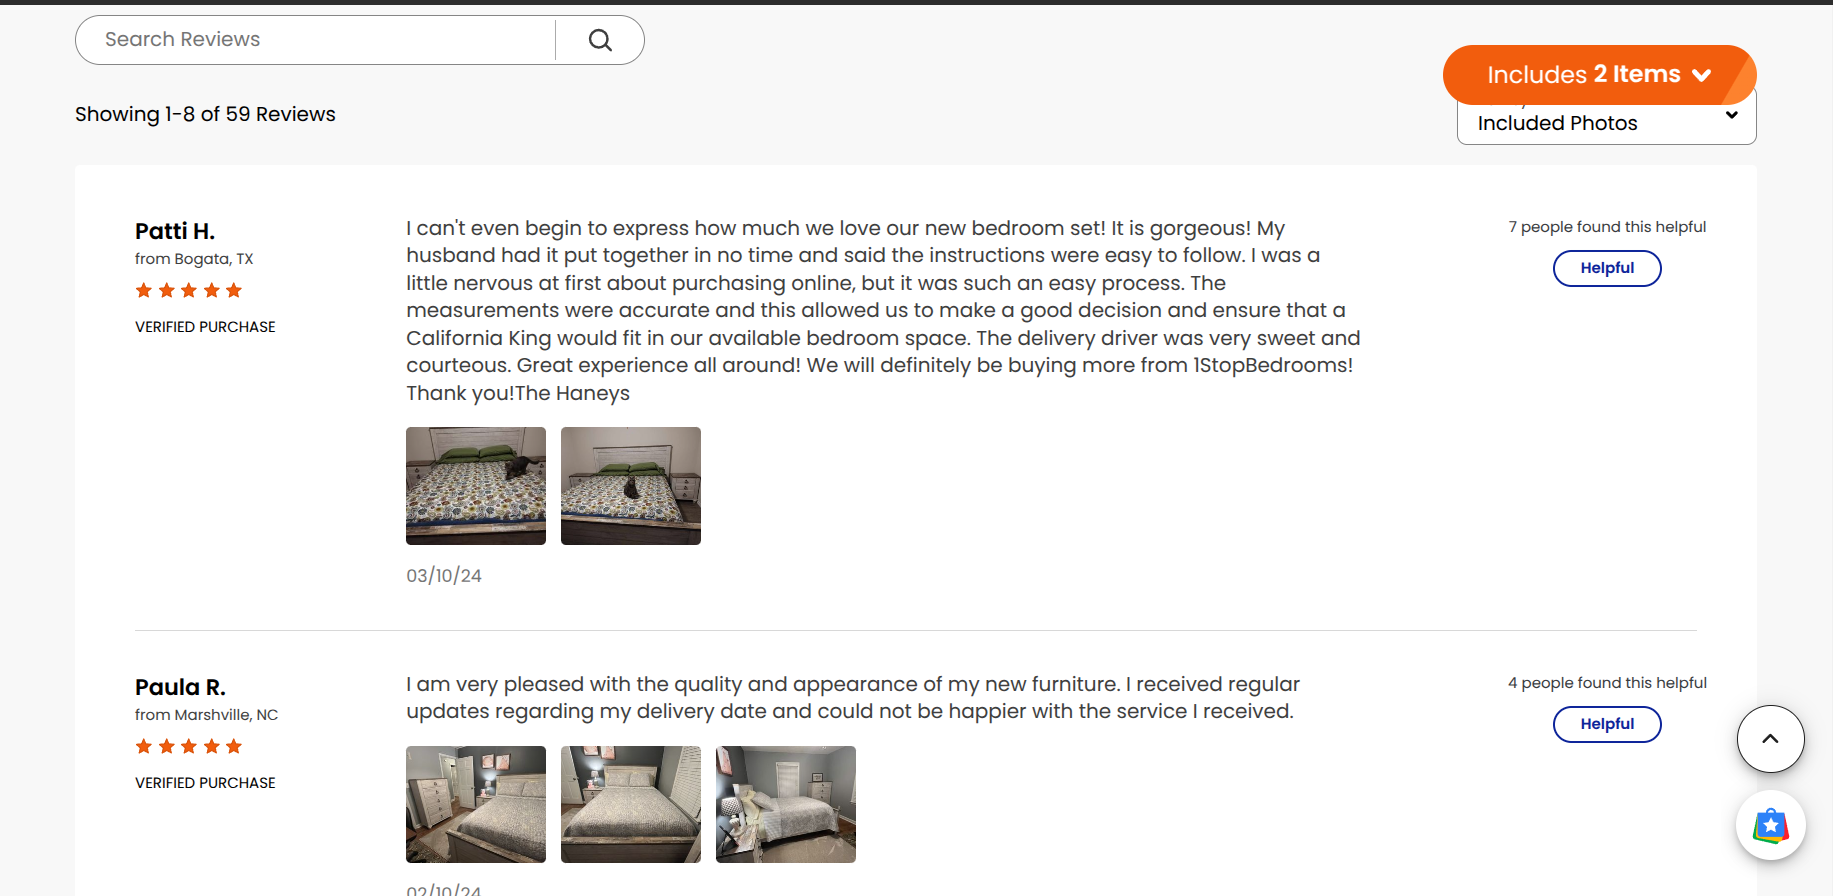 Search Reviews
Includes 2 Items
Showing 1-8 of 59 Reviews
Included Photos
Patti H.
from Bogata, TX
VERIFIED PURCHASE
I can't even begin to express how much we love our new bedroom set! It is gorgeous! My
husband had it put together in no time and said the instructions were easy to follow. I was a
little nervous at first about purchasing online, but it was such an easy process. The
measurements were accurate and this allowed us to make a good decision and ensure that a
California King would fit in our available bedroom space. The delivery driver was very sweet and
courteous. Great experience all around! We will definitely be buying more from 1StopBedrooms!
Thank you!The Haneys
03/10/24
7 people found this helpful
Helpful
Paula R.
from Marshville, NC
VERIFIED PURCHASE
I am very pleased with the quality and appearance of my new furniture. I received regular
updates regarding my delivery date and could not be happier with the service I received.
02/10/24
4 people found this helpful
Helpful